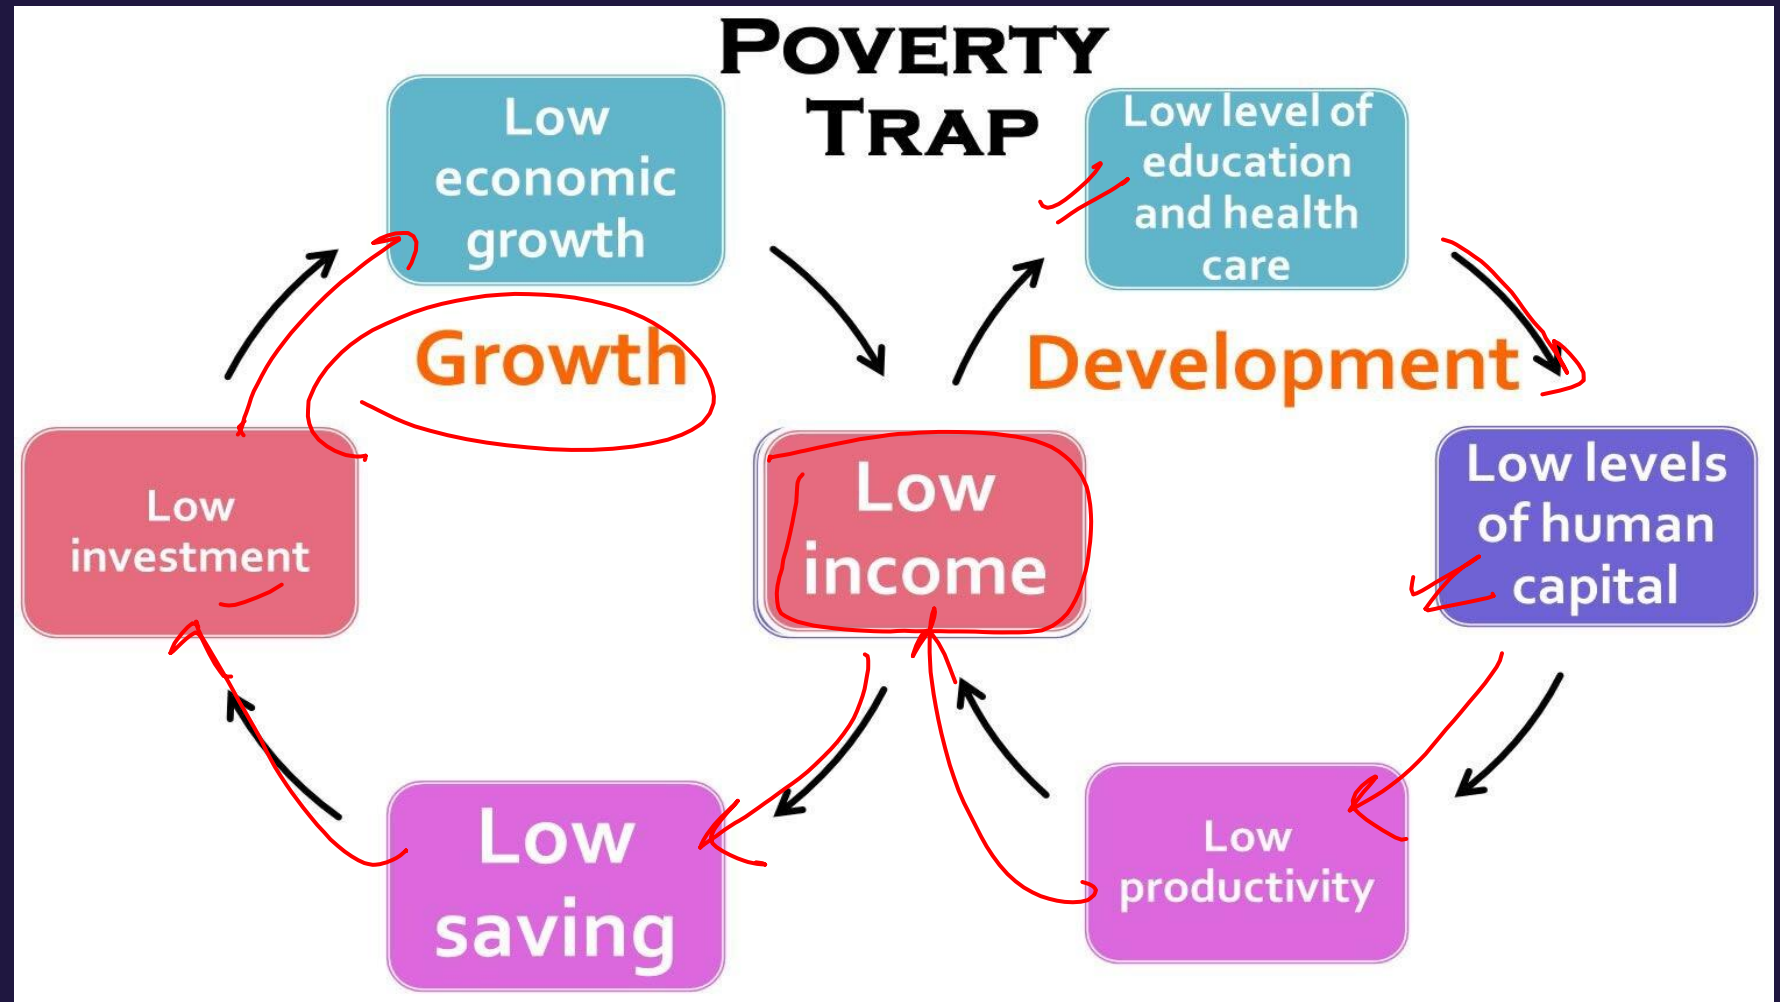 POVERTY
TRAP
Low
economic
growth
Low level of
education
and health
care
Growth
Development
Low
investment
Low
income
Low levels
of human
capital
Low
saving
Low
productivity